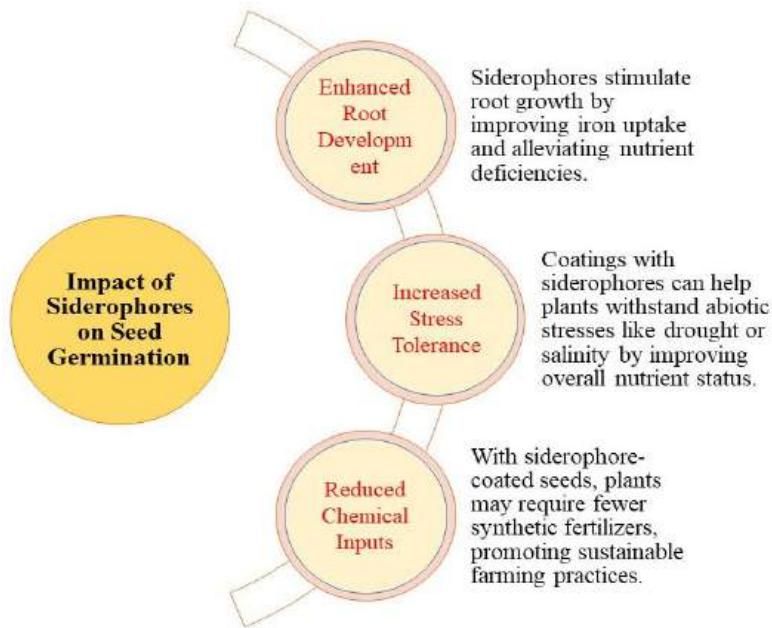 Impact of
Siderophores
on Seed
Germination
Enhanced
Root
Developm
ent
Siderophores stimulate
root growth by
improving iron uptake
and alleviating nutrient
deficiencies.
Increased
Stress
Tolerance
Coatings with
siderophores can help
plants withstand abiotic
stresses like drought or
salinity by improving
overall nutrient status.
Reduced
Chemical
Inputs
With siderophore-
coated seeds, plants
may require fewer
synthetic fertilizers,
promoting sustainable
farming practices.